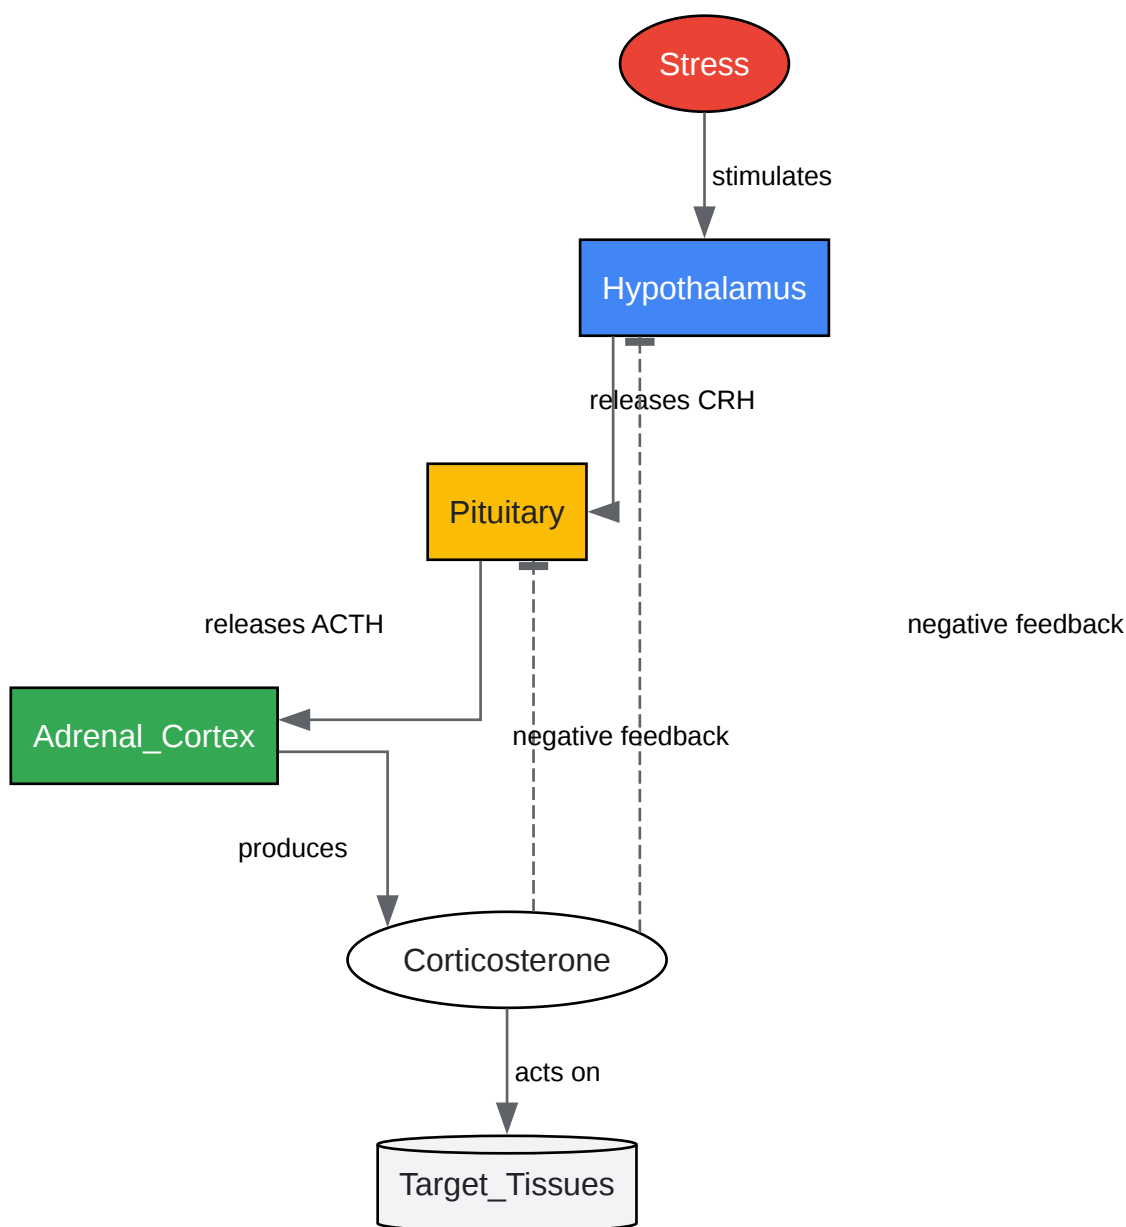 Stress
stimulates
Hypothalamus
releases CRH
Pituitary
releases ACTH
negative feedback
Adrenal_Cortex
negative feedback
produces
Corticosterone
acts on
Target_Tissues